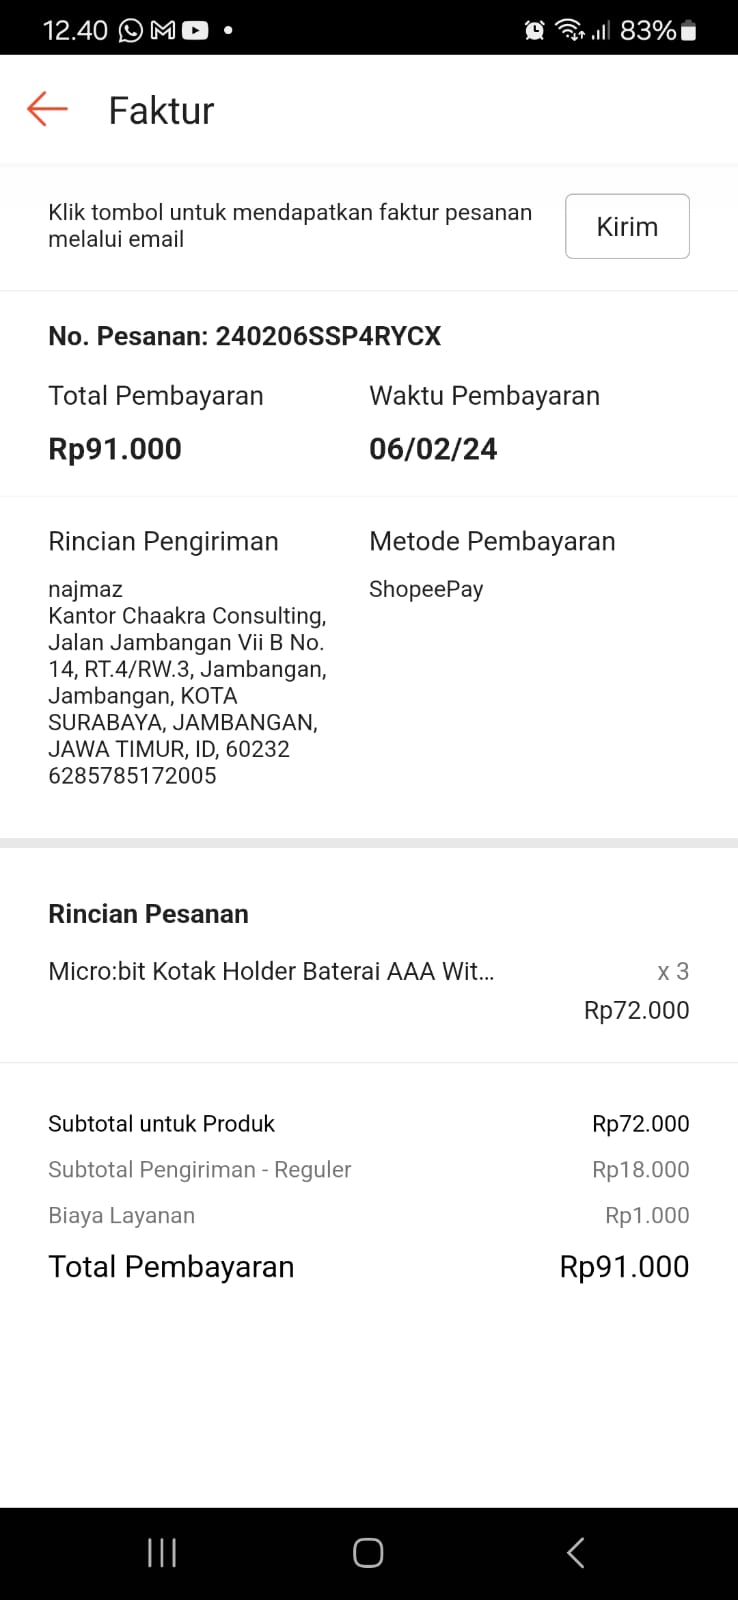 12.40
83%
Faktur
Klik tombol untuk mendapatkan faktur pesanan
melalui email
Kirim
No. Pesanan: 240206SSP4RYCX
Total Pembayaran
Waktu Pembayaran
Rp91.000
06/02/24
Rincian Pengiriman
Metode Pembayaran
najmaz
ShopeePay
Kantor Chaakra Consulting,
Jalan Jambangan Vii B No.
14, RT.4/RW.3, Jambangan,
Jambangan, KOTA
SURABAYA, JAMBANGAN,
JAWA TIMUR, ID, 60232
6285785172005
Rincian Pesanan
Micro:bit Kotak Holder Baterai AAA Wit...
x 3
Rp72.000
Subtotal untuk Produk
Rp72.000
Subtotal Pengiriman - Reguler
Rp18.000
Biaya Layanan
Rp1.000
Total Pembayaran
Rp91.000